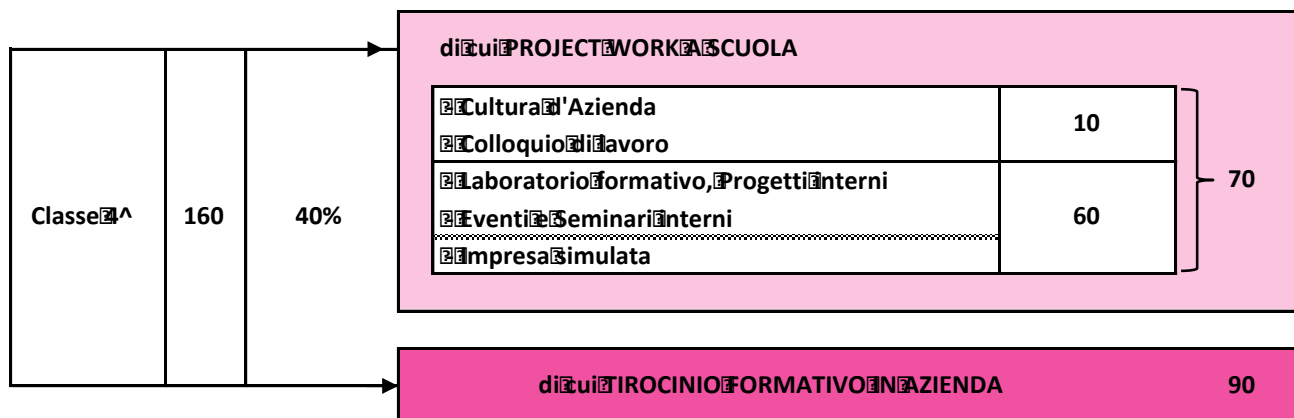 di cui PROJECT WORK A SCUOLA
- Cultura d'Azienda
- Colloquio di lavoro
10
- Laboratorio formativo, Progetti interni
- Eventi e Seminari interni
- Impresa simulata
60
70
Classe 4^ 160 40%
di cui TIROCINIO FORMATIVO IN AZIENDA 90